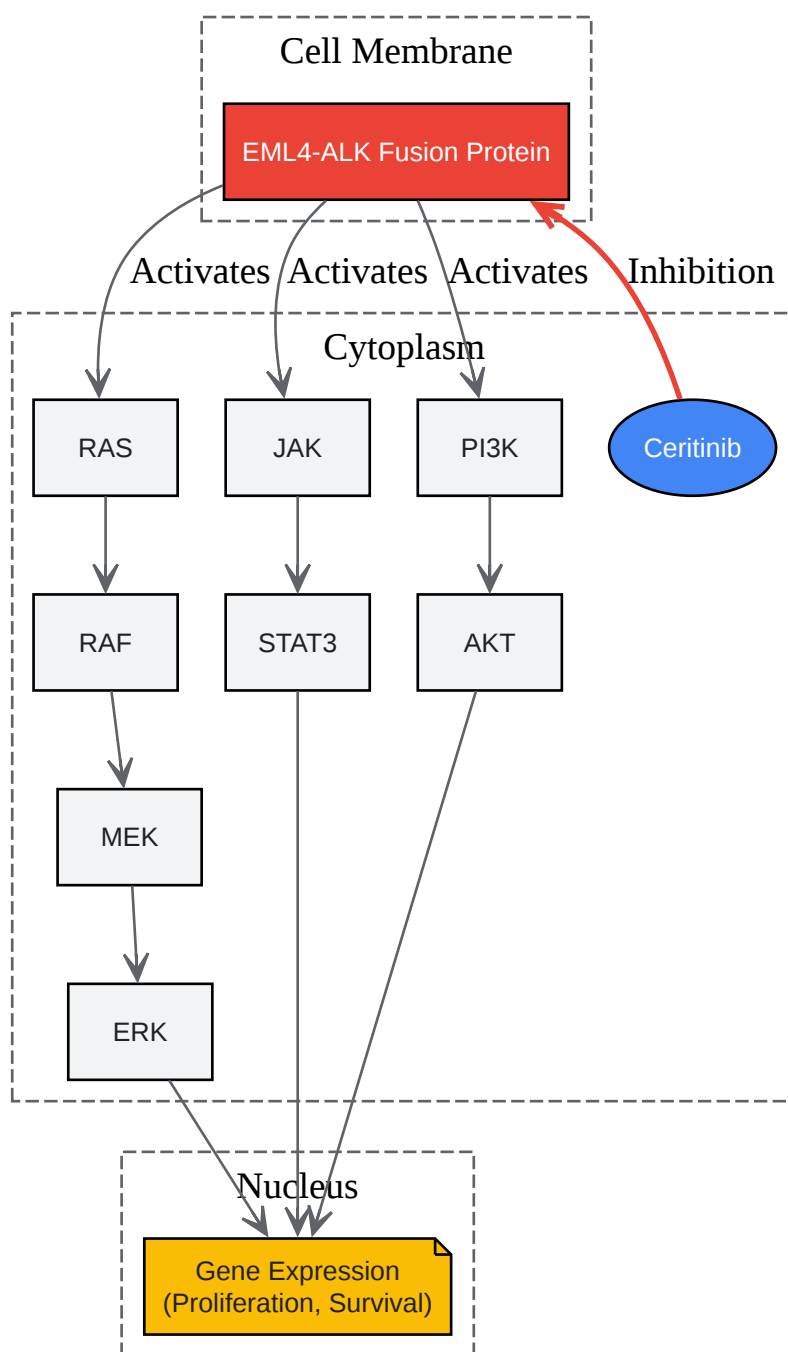 Cell Membrane
EML4-ALK Fusion Protein
Activates
Activates
Activates
Inhibition
Cytoplasm
RAS
JAK
PI3K
Ceritinib
RAF
STAT3
AKT
MEK
ERK
Nucleus
Gene Expression
(Proliferation, Survival)